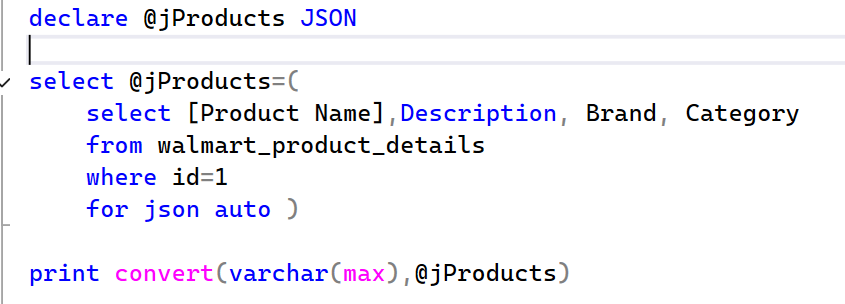 declare @jProducts JSON
select @jProducts=(
select [Product Name],Description, Brand, Category
from walmart_product_details
where id=1
for json auto )
print convert(varchar(max),@jProducts)